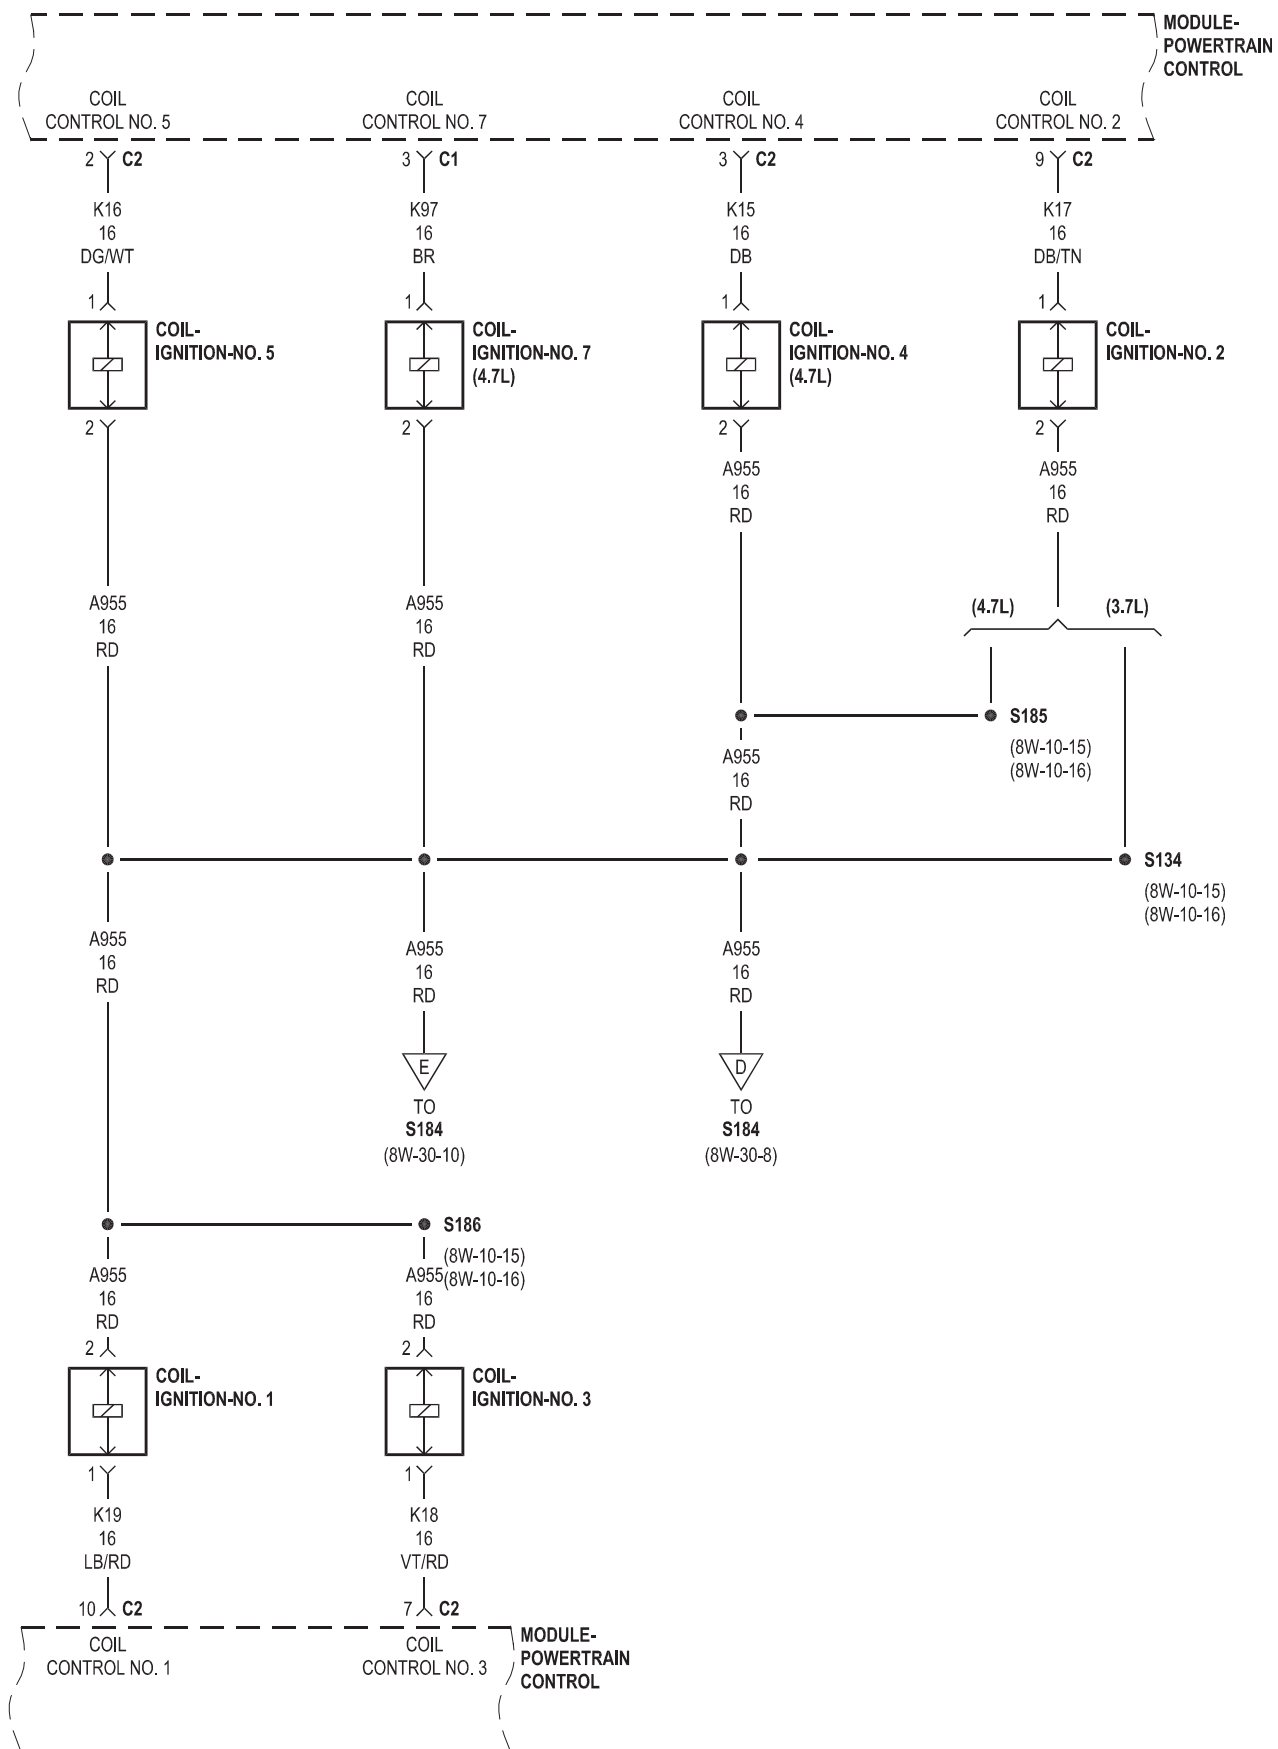 MODULE-
POWERTRAIN
CONTROL
COIL
CONTROL NO. 5
COIL
CONTROL NO. 7
COIL
CONTROL NO. 4
COIL
CONTROL NO. 2
2 C2
3 C1
3 C2
9 C2
K16
16
DG/WT
K97
16
BR
K15
16
DB
K17
16
DB/TN
1
1
1
1
COIL-
IGNITION-NO. 5
COIL-
IGNITION-NO. 7
(4.7L)
COIL-
IGNITION-NO. 4
(4.7L)
COIL-
IGNITION-NO. 2
2
2
2
2
A955
16
RD
A955
16
RD
A955
16
RD
A955
16
RD
(4.7L)
(3.7L)
S185
(8W-10-15)
(8W-10-16)
A955
16
RD
S134
(8W-10-15)
(8W-10-16)
A955
16
RD
A955
16
RD
A955
16
RD
E
TO
S184
(8W-30-10)
D
TO
S184
(8W-30-8)
S186
(8W-10-15)
(8W-10-16)
A955
16
RD
A955
16
RD
2
2
COIL-
IGNITION-NO. 1
COIL-
IGNITION-NO. 3
1
1
K19
16
LB/RD
K18
16
VT/RD
10 C2
7 C2
COIL
CONTROL NO. 1
COIL
CONTROL NO. 3
MODULE-
POWERTRAIN
CONTROL